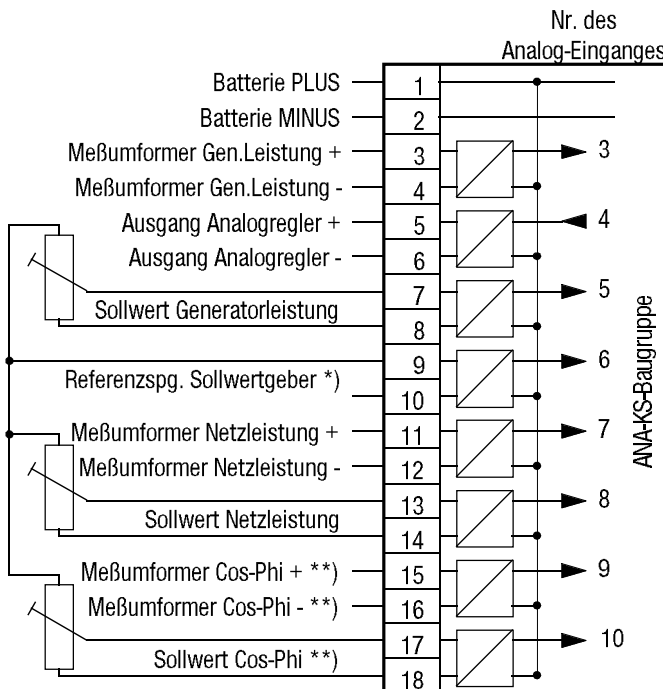 Nr. des
Analog-Einganges
Batterie PLUS 1
Batterie MINUS 2
Meßumformer Gen.Leistung + 3 3
Meßumformer Gen.Leistung - 4
Ausgang Analogregler + 5 4
Ausgang Analogregler - 6
7 5
Sollwert Generatorleistung
8
9 6
Referenzspg. Sollwertgeber *)
10
Meßumformer Netzleistung + 11 7
Meßumformer Netzleistung - 12
13 8
Sollwert Netzleistung
14
Meßumformer Cos-Phi + **) 15 9
Meßumformer Cos-Phi - **) 16
17 10
Sollwert Cos-Phi **)
18
ANA-KS-Baugruppe